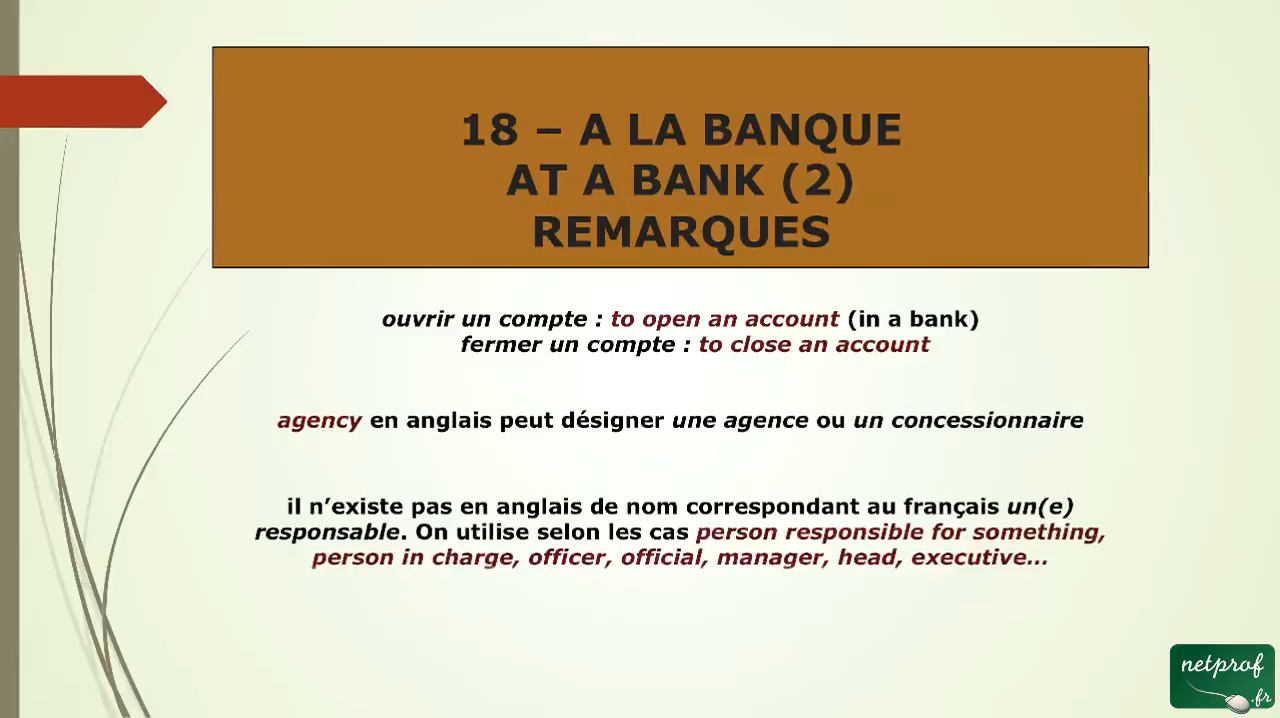 18 – A LA BANQUE
AT A BANK (2)
REMARQUES
ouvrir un compte : to open an account (in a bank)
fermer un compte : to close an account
agency en anglais peut désigner une agence ou un concessionnaire
il n’existe pas en anglais de nom correspondant au français un(e)
responsable. On utilise selon les cas person responsible for something,
person in charge, officer, official, manager, head, executive…
netprof
.fr